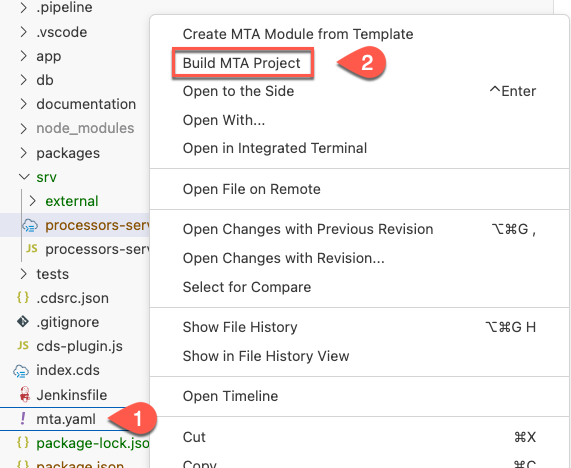 .pipeline
.vscode
app
db
documentation
node_modules
packages
srv
external
processors-serv
JS processors-serv
tests
{} .cdsrc.json
.gitignore
JS cds-plugin.js
index.cds
Jenkinsfile
! mta.yaml
1
{} package-lock.jso
{} package.json
Create MTA Module from Template
Build MTA Project
2
Open to the Side ^Enter
Open With...
Open in Integrated Terminal
Open File on Remote
Open Changes with Previous Revision ⌥⌘G ,
Open Changes with Revision...
Select for Compare
Show File History ⌥⌘G H
Show in File History View
Open Timeline
Cut ⌘X
Copy ⌘C